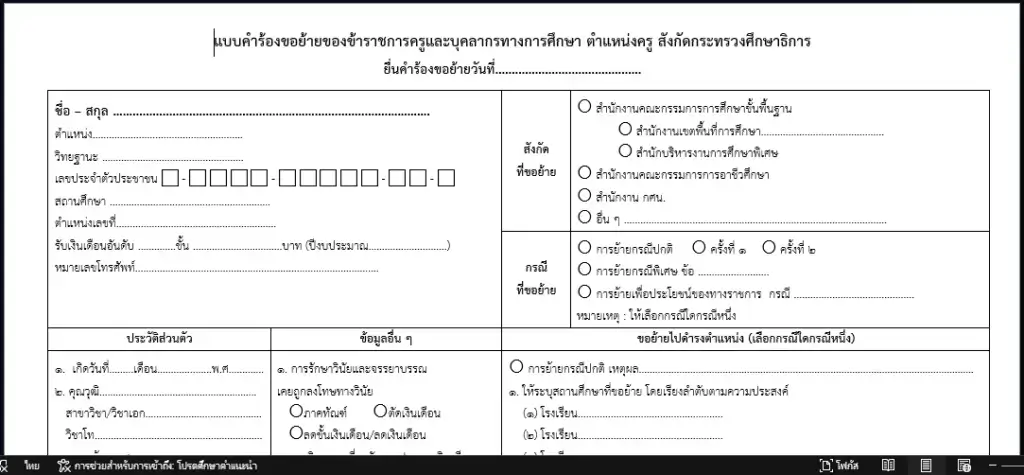 แบบคำร้องขอย้ายของข้าราชการครูและบุคลากรทางการศึกษา ตำแหน่งครู สังกัดกระทรวงศึกษาธิการ
ยื่นคำร้องขอย้ายวันที่............................................
ชื่อ – สกุล ................................................................................................
ตำแหน่ง................................................
วิทยฐานะ .............................................
เลขประจำตัวประชาชน □-□□□□-□□□□□-□□-□
สถานศึกษา ...................................................
ตำแหน่งเลขที่...................................................
รับเงินเดือนอันดับ ............ชั้น .............................บาท (ปีงบประมาณ.........................)
หมายเลขโทรศัพท์..............................................................................
สังกัด
ที่ขอย้าย
○ สำนักงานคณะกรรมการการศึกษาขั้นพื้นฐาน
○ สำนักงานเขตพื้นที่การศึกษา.......................................
○ สำนักบริหารงานการศึกษาพิเศษ
○ สำนักงานคณะกรรมการการอาชีวศึกษา
○ สำนักงาน กศน.
○ อื่น ๆ ....................................................................................
กรณี
ที่ขอย้าย
○ การย้ายกรณีปกติ ○ ครั้งที่ ๑ ○ ครั้งที่ ๒
○ การย้ายกรณีพิเศษ ข้อ .......................
○ การย้ายเพื่อประโยชน์ของทางราชการ กรณี .......................................
หมายเหตุ : ให้เลือกกรณีใดกรณีหนึ่ง
ประวัติส่วนตัว
๑. เกิดวันที่........เดือน..................พ.ศ............
๒. คุณวุฒิ..................................................
สาขาวิชา/วิชาเอก.....................................
วิชาโท.....................................................
ข้อมูลอื่น ๆ
๑. การรักษาวินัยและจรรยาบรรณ
เคยถูกลงโทษทางวินัย
○ภาคทัณฑ์ ○ตัดเงินเดือน
○ลดขั้นเงินเดือน/ลดเงินเดือน
ขอย้ายไปดำรงตำแหน่ง (เลือกกรณีใดกรณีหนึ่ง)
○ การย้ายกรณีปกติ เหตุผล...........................................................................................................
๑. ให้ระบุสถานศึกษาที่ขอย้าย โดยเรียงลำดับตามความประสงค์
(๑) โรงเรียน..............................................
(๒) โรงเรียน..............................................
ไทย การช่วยสำหรับการเข้าถึง: โปรดศึกษาคำแนะนำ โฟกัส